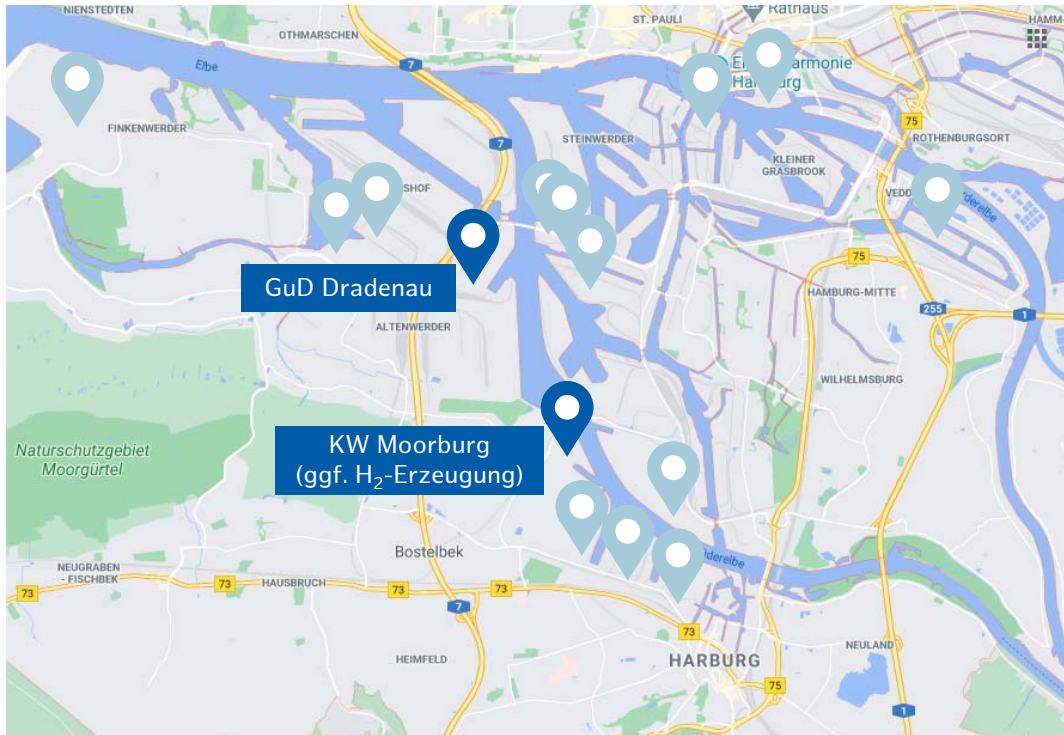 NIENSTEDTEN
OTHMARSCHEN
ST. PAULI
Rathaus
HAMM-
Elbe
7
Hamburg
75
FINKENWERDER
7
STEINWERDER
ROTHENBURGSORT
KLEINER
GRASBROOK
GuD Dradenau
75
HAMBURG-MITTE
ALTENWERDER
255
1
WILHELMSBURG
Naturschutzgebiet
Moorgürtel
KW Moorburg
(ggf. H₂-Erzeugung)
Bostelbek
NEUGRABEN
- FISCHBEK
HAUSBRUCH
73
73
73
73
7
73
HEIMFELD
HARBURG
NEULAND
75
1